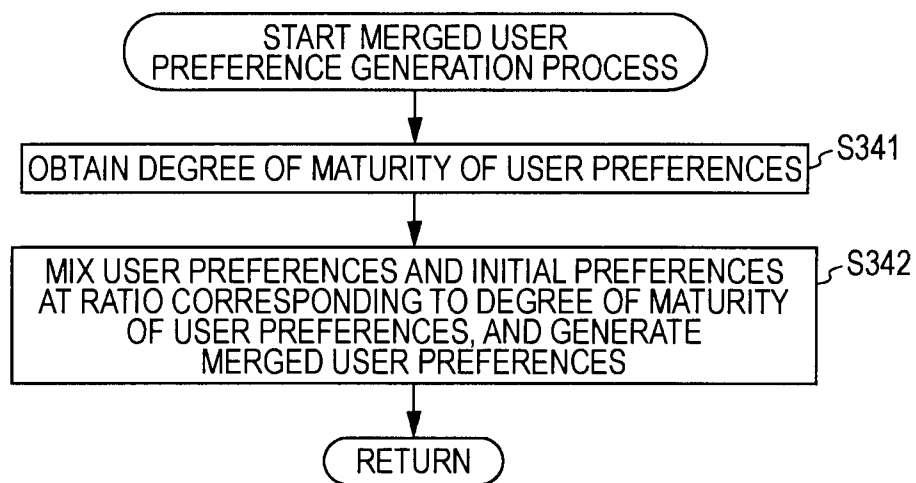 START MERGED USER
PREFERENCE GENERATION PROCESS
OBTAIN DEGREE OF MATURITY OF USER PREFERENCES
S341
MIX USER PREFERENCES AND INITIAL PREFERENCES
AT RATIO CORRESPONDING TO DEGREE OF MATURITY
OF USER PREFERENCES, AND GENERATE
MERGED USER PREFERENCES
S342
RETURN